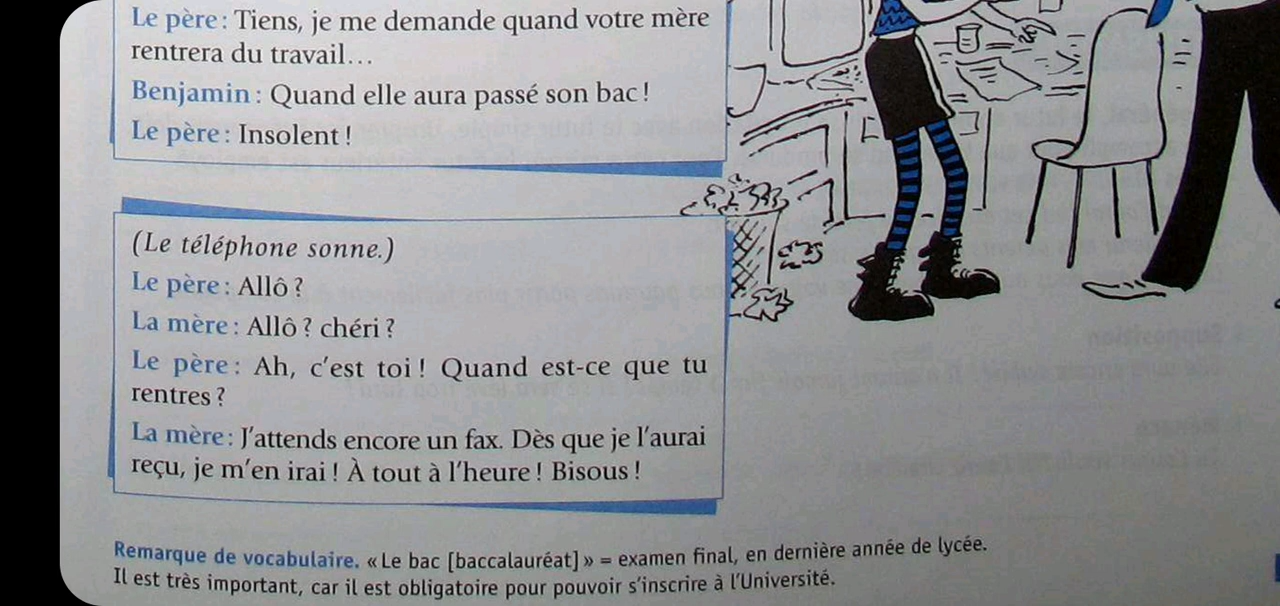 Le père : Tiens, je me demande quand votre mère
rentrera du travail…
Benjamin : Quand elle aura passé son bac !
Le père : Insolent !
(Le téléphone sonne.)
Le père : Allô ?
La mère : Allô ? chéri ?
Le père : Ah, c'est toi ! Quand est-ce que tu
rentres ?
La mère : J'attends encore un fax. Dès que je l'aurai
reçu, je m'en irai ! À tout à l'heure ! Bisous !
Remarque de vocabulaire. « Le bac [baccalauréat] » = examen final, en dernière année de lycée.
Il est très important, car il est obligatoire pour pouvoir s'inscrire à l'Université.